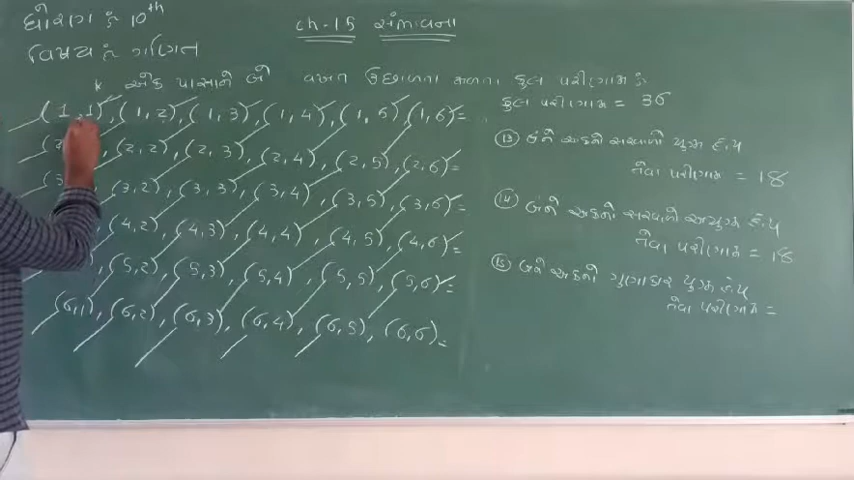 ધોરણ : 10th
વિષય : ગણિત
ch-15 સંભાવના
* એક પાસાને બે વખત ઉછાળતા મળતા કુલ પરીણામ :
(1,1), (1,2), (1,3), (1,4), (1,5), (1,6) =
(2,2), (2,3), (2,4), (2,5), (2,6) =
(3,2), (3,3), (3,4), (3,5), (3,6) =
(4,2), (4,3), (4,4), (4,5), (4,6) =
(5,2), (5,3), (5,4), (5,5), (5,6) =
(6,1), (6,2), (6,3), (6,4), (6,5), (6,6) =
કુલ પરીણામ = 36
(13) બંને અંકનો સરવાળો યુગ્મ હોય
તેવા પરીણામ = 18
(14) બંને અંકનો સરવાળો અયુગ્મ હોય
તેવા પરીણામ = 18
(15) બંને અંકનો ગુણાકાર યુગ્મ હોય
તેવા પરીણામ =